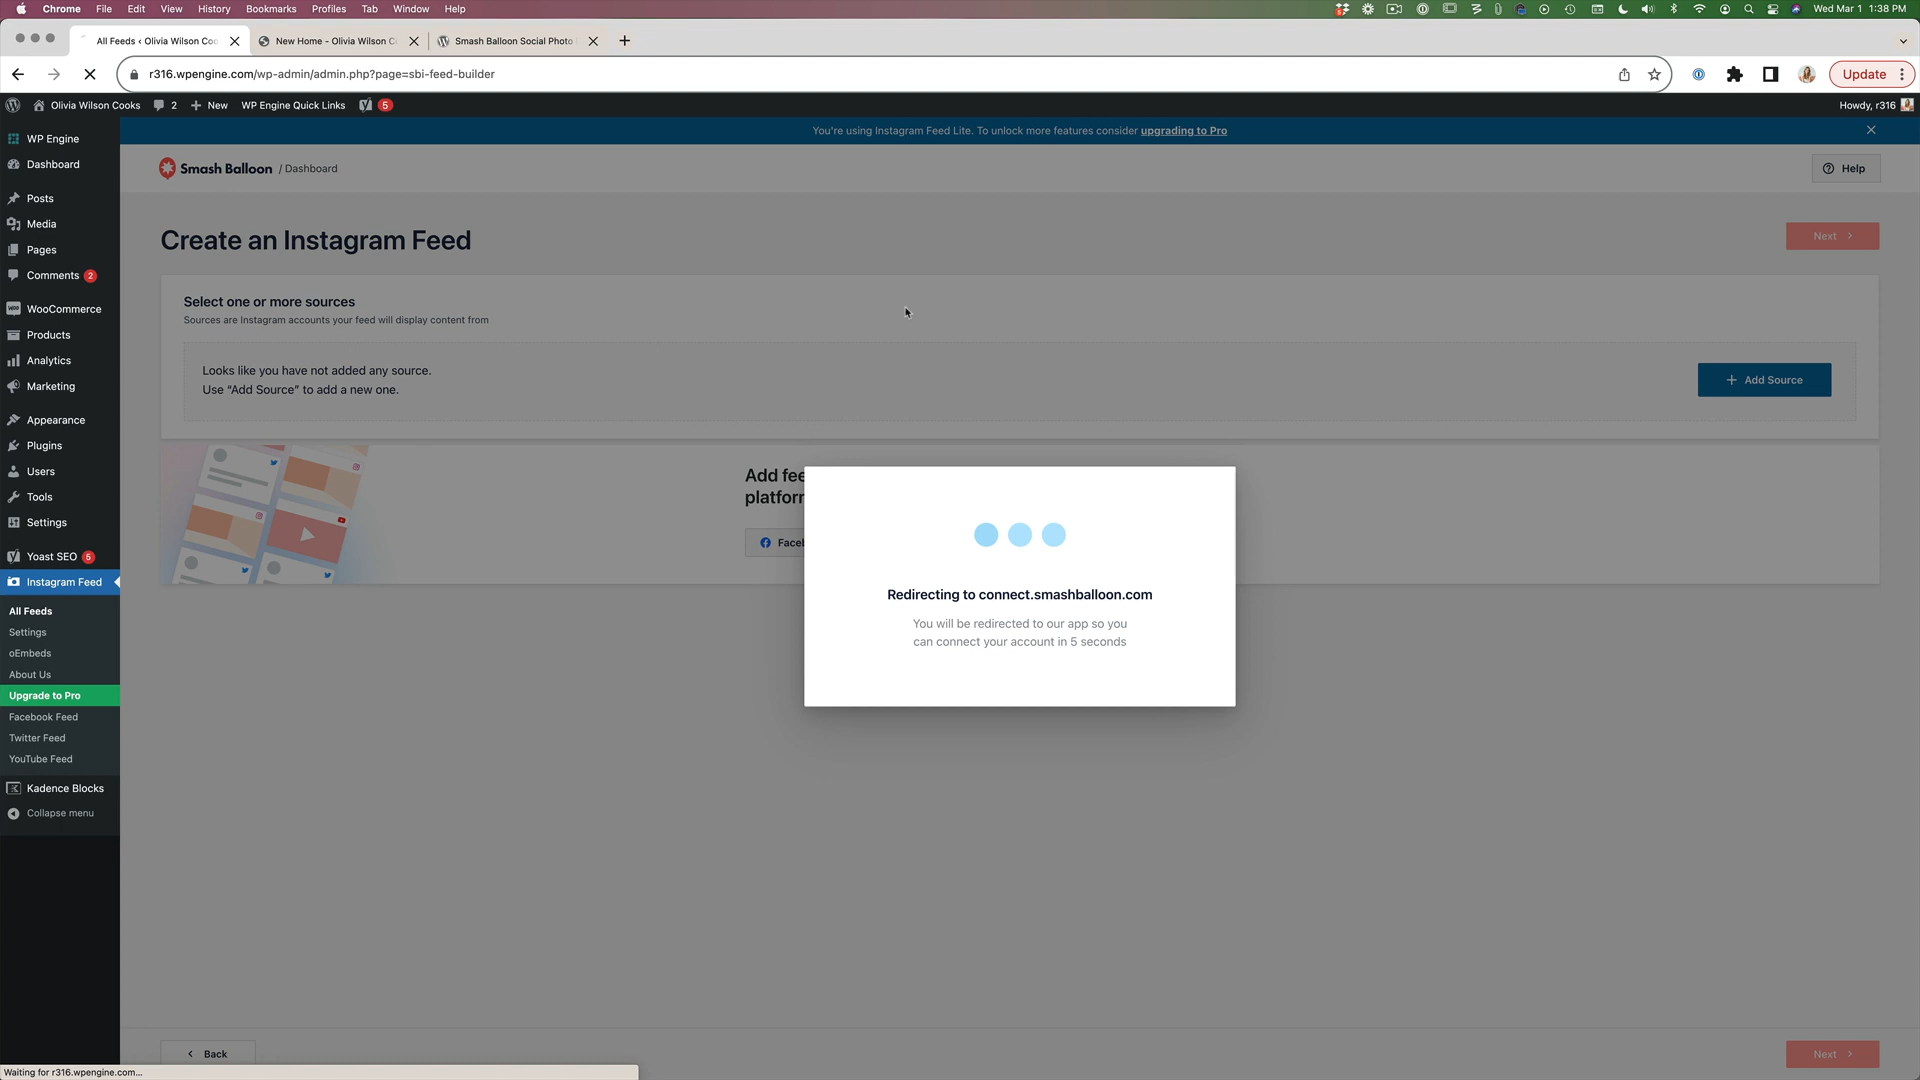 Chrome File Edit View History Bookmarks Profiles Tab Window Help
Wed Mar 1 1:38 PM
All Feeds ‹ Olivia Wilson Coo
New Home - Olivia Wilson C
Smash Balloon Social Photo
r316.wpengine.com/wp-admin/admin.php?page=sbi-feed-builder
Update
Olivia Wilson Cooks 2 New WP Engine Quick Links 5
Howdy, r316
You're using Instagram Feed Lite. To unlock more features consider upgrading to Pro
WP Engine
Dashboard
Posts
Media
Pages
Comments 2
WooCommerce
Products
Analytics
Marketing
Appearance
Plugins
Users
Tools
Settings
Yoast SEO 5
Instagram Feed
All Feeds
Settings
oEmbeds
About Us
Upgrade to Pro
Facebook Feed
Twitter Feed
YouTube Feed
Kadence Blocks
Collapse menu
Smash Balloon / Dashboard
Help
Create an Instagram Feed
Next
Select one or more sources
Sources are Instagram accounts your feed will display content from
Looks like you have not added any source.
Use “Add Source” to add a new one.
Add Source
Add fee
platfor
Faceb
Redirecting to connect.smashballoon.com
You will be redirected to our app so you
can connect your account in 5 seconds
Back
Next
Waiting for r316.wpengine.com...